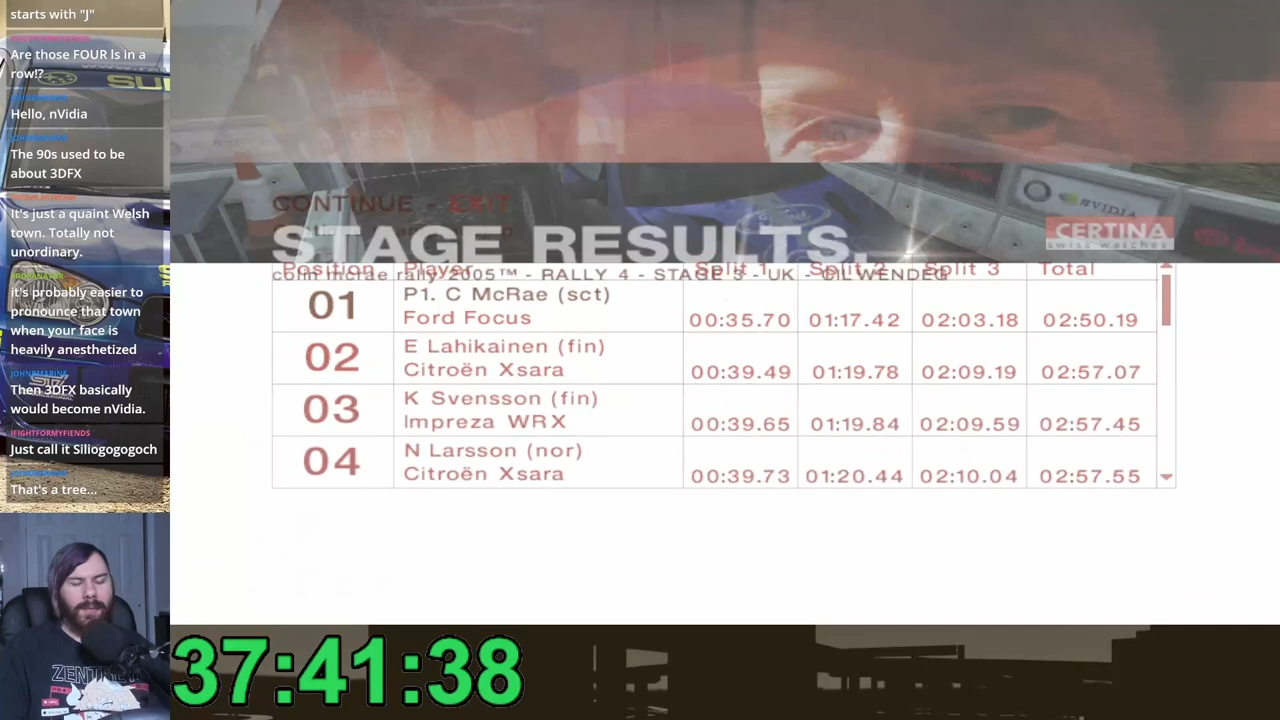 starts with "J"
Are those FOUR ls in a
row!?
Hello, nVidia
The 90s used to be
about 3DFX
It's just a quaint Welsh
town. Totally not
unordinary.
PROPANATOR
it's probably easier to
pronounce that town
when your face is
heavily anesthetized
JOHNDMARINE
Then 3DFX basically
would become nVidia.
IFIGHTFORMYFIENDS
Just call it Siliogogogoch
That's a tree...
CONTINUE - EXIT
STAGE RESULTS.
CERTINA
swiss watches
NVIDIA
colin mcrae rally 2005™ - RALLY 4 - STAGE 3 - UK - CIL WENDEG
Position Player Split 1 Split 2 Split 3 Total
01 P1. C McRae (sct)
Ford Focus 00:35.70 01:17.42 02:03.18 02:50.19
02 E Lahikainen (fin)
Citroën Xsara 00:39.49 01:19.78 02:09.19 02:57.07
03 K Svensson (fin)
Impreza WRX 00:39.65 01:19.84 02:09.59 02:57.45
04 N Larsson (nor)
Citroën Xsara 00:39.73 01:20.44 02:10.04 02:57.55
37:41:38